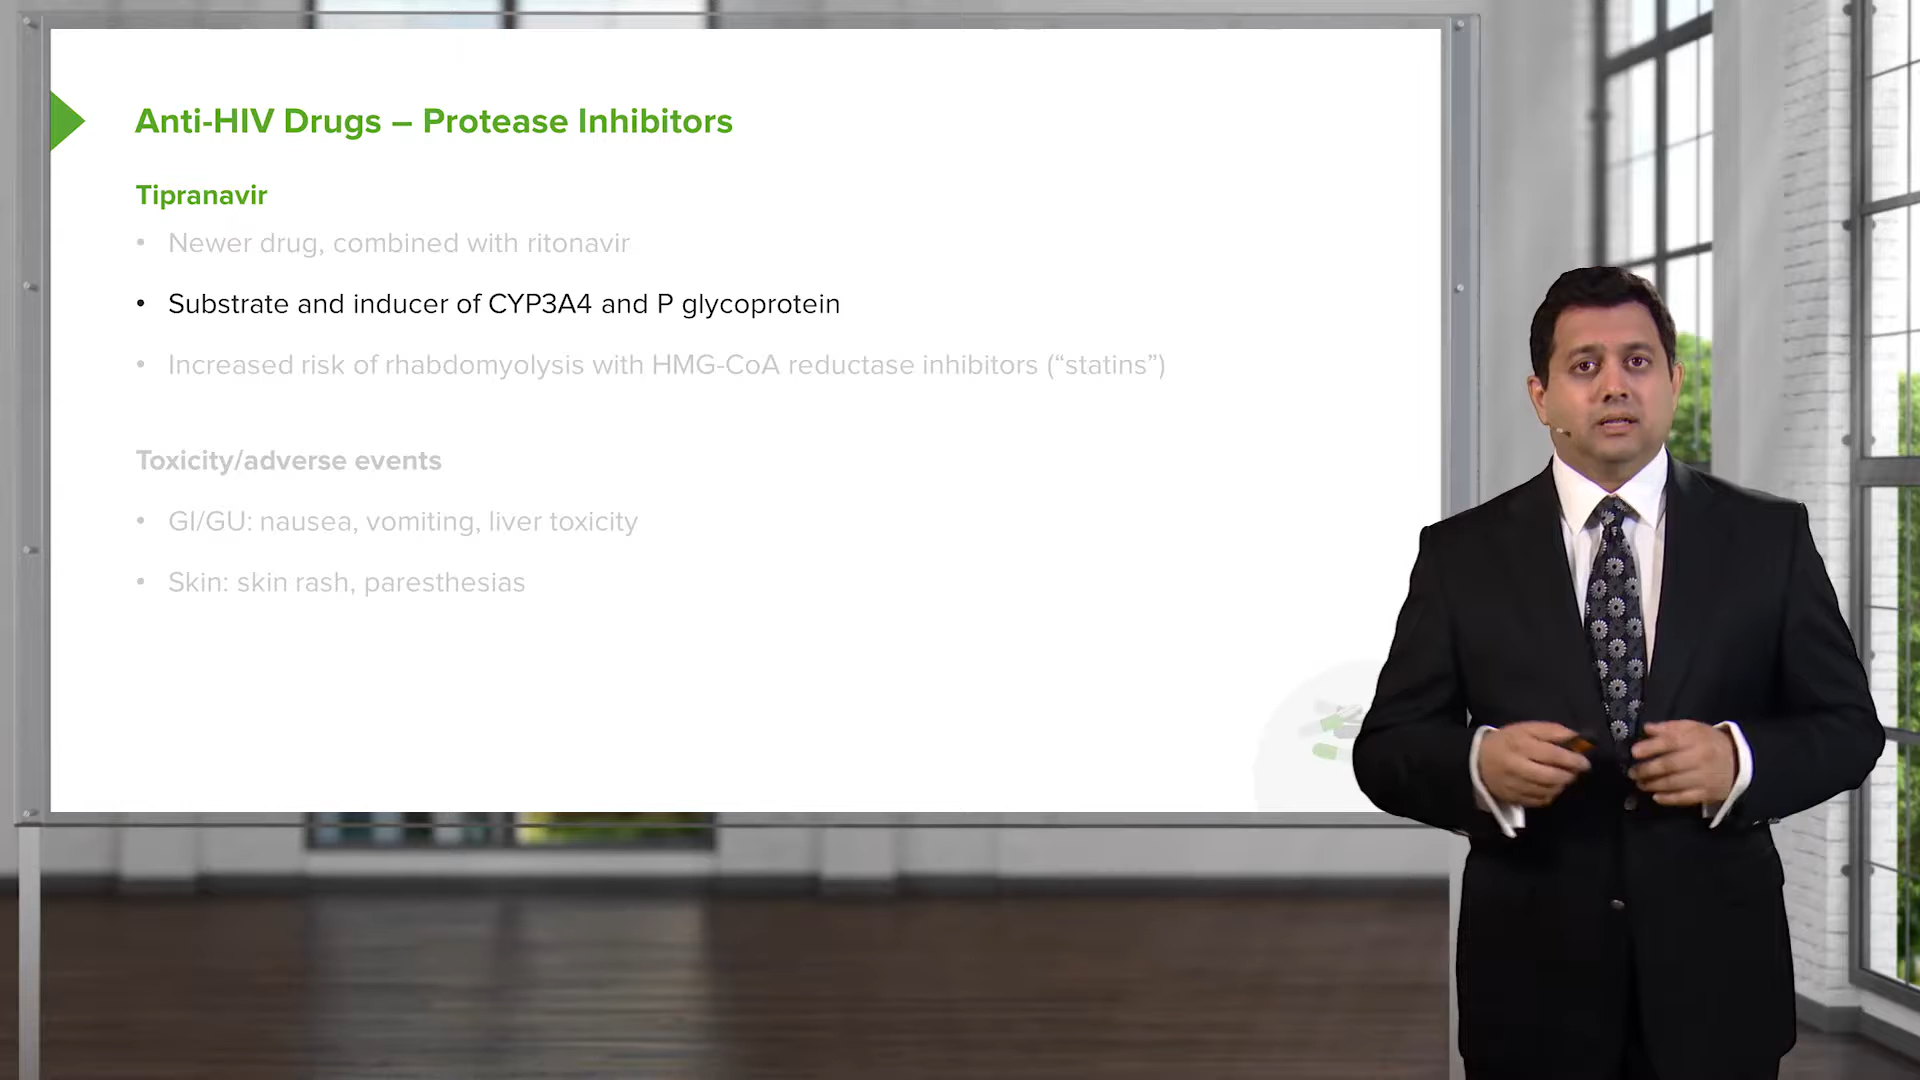 Anti-HIV Drugs – Protease Inhibitors
Tipranavir
• Newer drug, combined with ritonavir
• Substrate and inducer of CYP3A4 and P glycoprotein
• Increased risk of rhabdomyolysis with HMG-CoA reductase inhibitors (“statins”)
Toxicity/adverse events
• GI/GU: nausea, vomiting, liver toxicity
• Skin: skin rash, paresthesias